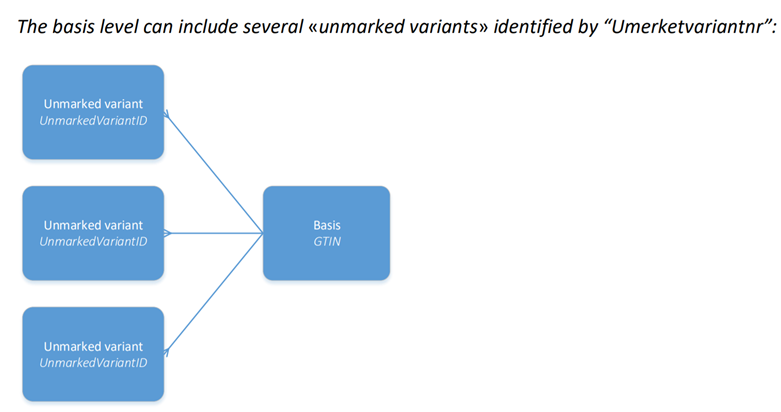 The basis level can include several «unmarked variants» identified by “Umerketvariantnr”:
Unmarked variant
UnmarkedVariantID
Unmarked variant
UnmarkedVariantID
Basis
GTIN
Unmarked variant
UnmarkedVariantID